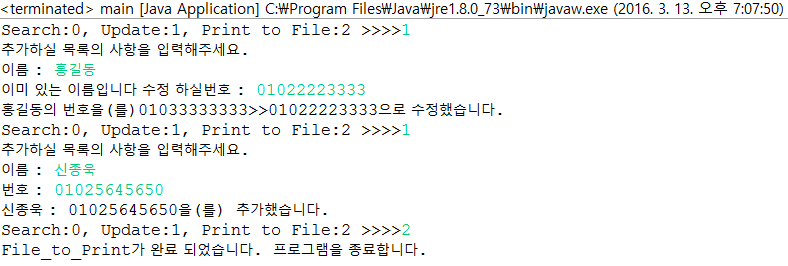 <terminated> main [Java Application] C:₩Program Files₩Java₩jre1.8.0_73₩bin₩javaw.exe (2016. 3. 13. 오후 7:07:50)
Search:0, Update:1, Print to File:2 >>>>1
추가하실 목록의 사항을 입력해주세요.
이름 : 홍길동
이미 있는 이름입니다 수정 하실번호 : 01022223333
홍길동의 번호을(를)01033333333>>01022223333으로 수정했습니다.
Search:0, Update:1, Print to File:2 >>>>1
추가하실 목록의 사항을 입력해주세요.
이름 : 신종욱
번호 : 01025645650
신종욱 : 01025645650을(를) 추가했습니다.
Search:0, Update:1, Print to File:2 >>>>2
File_to_Print가 완료 되었습니다. 프로그램을 종료합니다.